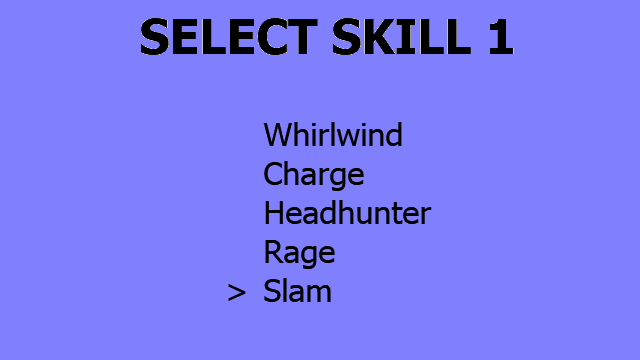 SELECT SKILL 1
Whirlwind
Charge
Headhunter
Rage
> Slam